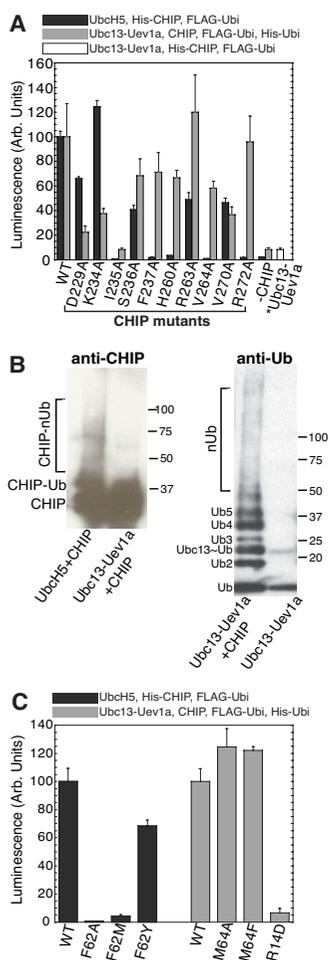 A
UbcH5, His-CHIP, FLAG-Ubi
Ubc13-Uev1a, CHIP, FLAG-Ubi, His-Ubi
Ubc13-Uev1a, His-CHIP, FLAG-Ubi
Luminescence (Arb. Units)
160
140
120
100
80
60
40
20
0
WT
D229A
K234A
I235A
S236A
F237A
H260A
R263A
V264A
V270A
R272A
-CHIP
*Ubc13-
Uev1a
CHIP mutants
B
anti-CHIP
anti-Ub
CHIP-nUb
CHIP-Ub
CHIP
100
75
50
37
UbcH5+CHIP
Ubc13-Uev1a
+CHIP
nUb
Ub5
Ub4
Ub3
Ubc13~Ub
Ub2
Ub
100
75
50
37
25
20
Ubc13-Uev1a
+CHIP
Ubc13-Uev1a
C
UbcH5, His-CHIP, FLAG-Ubi
Ubc13-Uev1a, CHIP, FLAG-Ubi, His-Ubi
Luminescence (Arb. Units)
140
120
100
80
60
40
20
0
WT
F62A
F62M
F62Y
WT
M64A
M64F
R14D